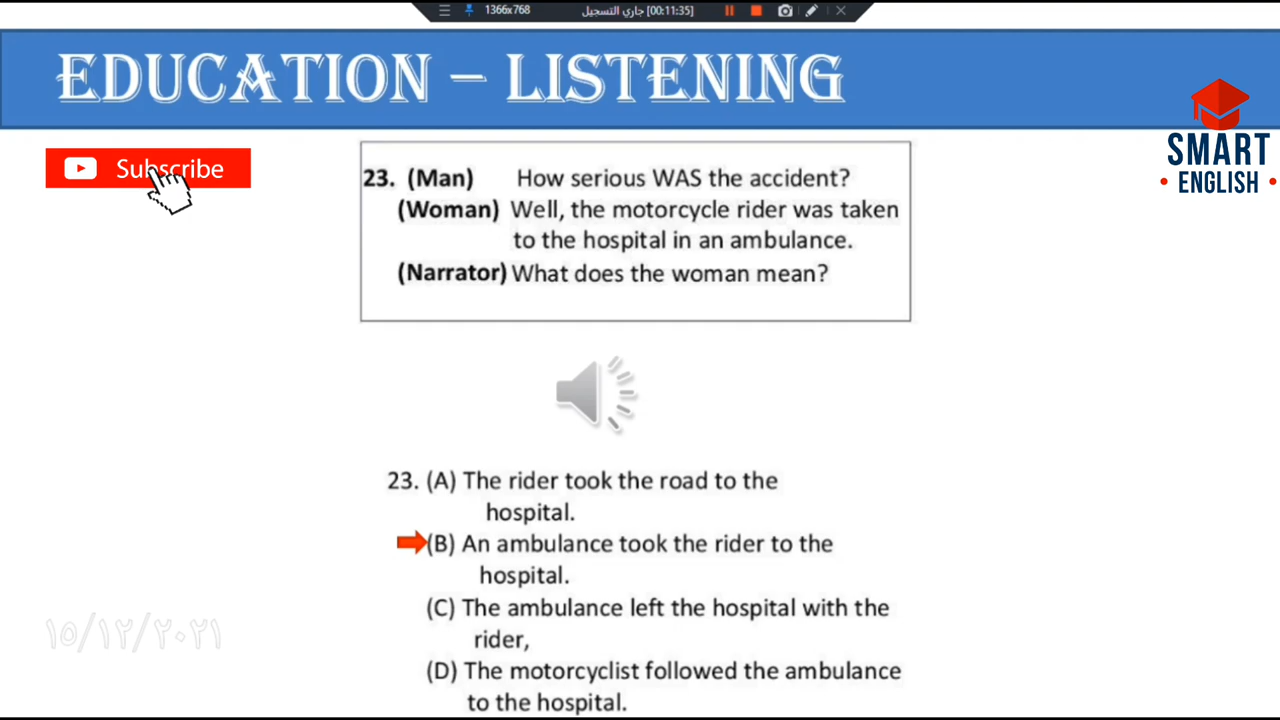 1366x768
جاري التسجيل [00:11:35]
EDUCATION – LISTENING
Subscribe
SMART
• ENGLISH •
23. (Man) How serious WAS the accident?
(Woman) Well, the motorcycle rider was taken
to the hospital in an ambulance.
(Narrator) What does the woman mean?
23. (A) The rider took the road to the
hospital.
(B) An ambulance took the rider to the
hospital.
(C) The ambulance left the hospital with the
rider,
(D) The motorcyclist followed the ambulance
to the hospital.
١٥/١٢/٢٠٢١